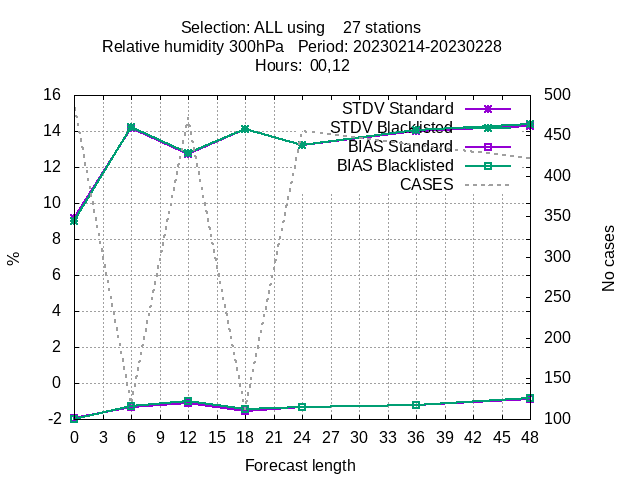 Selection: ALL using 27 stations
Relative humidity 300hPa Period: 20230214-20230228
Hours: 00,12
STDV Standard
STDV Blacklisted
BIAS Standard
BIAS Blacklisted
CASES
16
14
12
10
8
6
4
2
0
-2
%
500
450
400
350
300
250
200
150
100
No cases
0 3 6 9 12 15 18 21 24 27 30 33 36 39 42 45 48
Forecast length